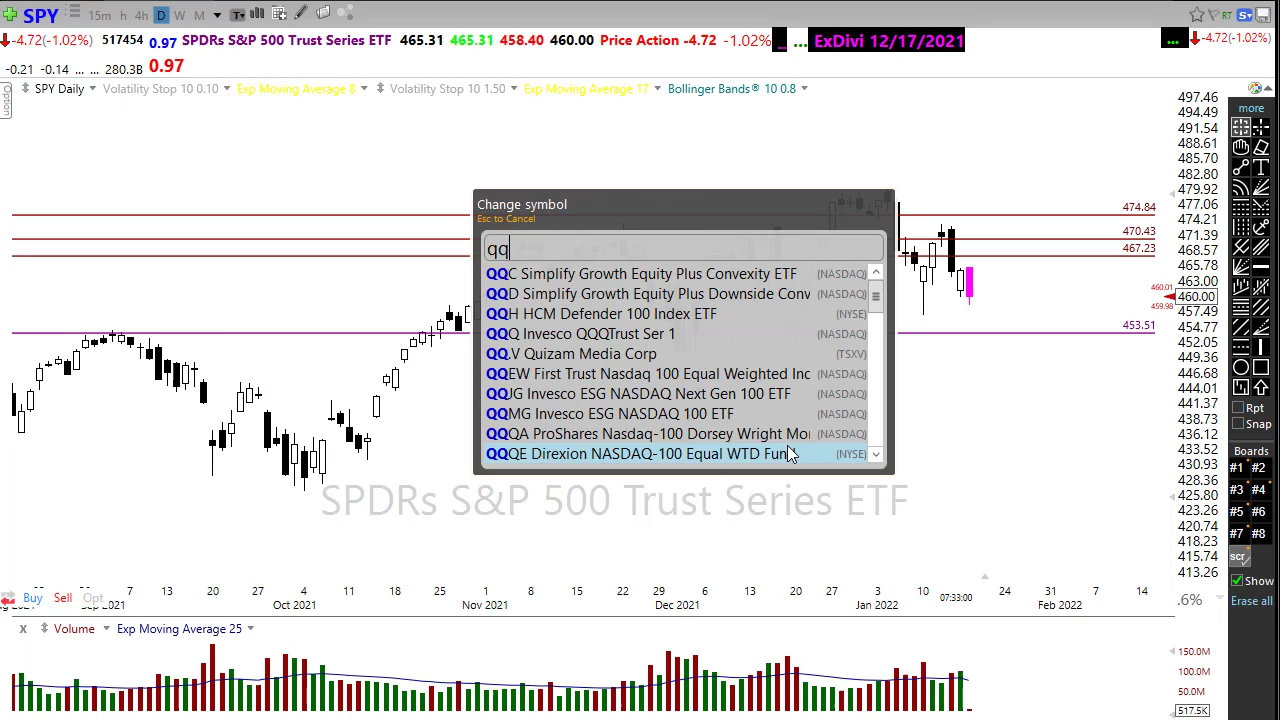 SPY 15m h 4h D W M T RT S
-4.72(-1.02%) 517454 0.97 SPDRs S&P 500 Trust Series ETF 465.31 465.31 458.40 460.00 Price Action -4.72 -1.02% ... ... ExDivi 12/17/2021 ... -4.72(-1.02%)
-0.21 -0.14 ... ... 280.3B 0.97
Option
SPY Daily Volatility Stop 10 0.10 Exp Moving Average 8 Volatility Stop 10 1.50 Exp Moving Average 17 Bollinger Bands® 10 0.8
Change symbol
Esc to Cancel
qq
QQC Simplify Growth Equity Plus Convexity ETF (NASDAQ)
QQD Simplify Growth Equity Plus Downside Conv (NASDAQ)
QQH HCM Defender 100 Index ETF (NYSE)
QQQ Invesco QQQTrust Ser 1 (NASDAQ)
QQ.V Quizam Media Corp (TSXV)
QQEW First Trust Nasdaq 100 Equal Weighted Inc (NASDAQ)
QQJG Invesco ESG NASDAQ Next Gen 100 ETF (NASDAQ)
QQMG Invesco ESG NASDAQ 100 ETF (NASDAQ)
QQQA ProShares Nasdaq-100 Dorsey Wright Mo (NASDAQ)
QQQE Direxion NASDAQ-100 Equal WTD Fun (NYSE)
SPDRs S&P 500 Trust Series ETF
474.84
470.43
467.23
453.51
460.01
459.98
497.46
494.49
491.54
488.61
485.70
482.80
479.92
477.06
474.21
471.38
468.57
465.78
463.00
460.00
457.49
454.77
452.05
449.36
446.68
444.01
441.37
438.73
436.12
433.52
430.93
428.36
425.80
423.26
420.74
418.23
415.74
413.26
more
Rpt
Snap
Boards
#1 #2
#3 #4
#5 #6
#7 #8
scr
Show
Erase all
13 20 27 4 11 18 25 1 8 15 22 29 6 13 20 27 3 10 24 31 7 14
Buy Sell Opt
Sep 2021 Oct 2021 Nov 2021 Dec 2021 Jan 2022 07:33:00 Feb 2022
.6%
x Volume Exp Moving Average 25
150.0M
100.0M
50.0M
517.5K